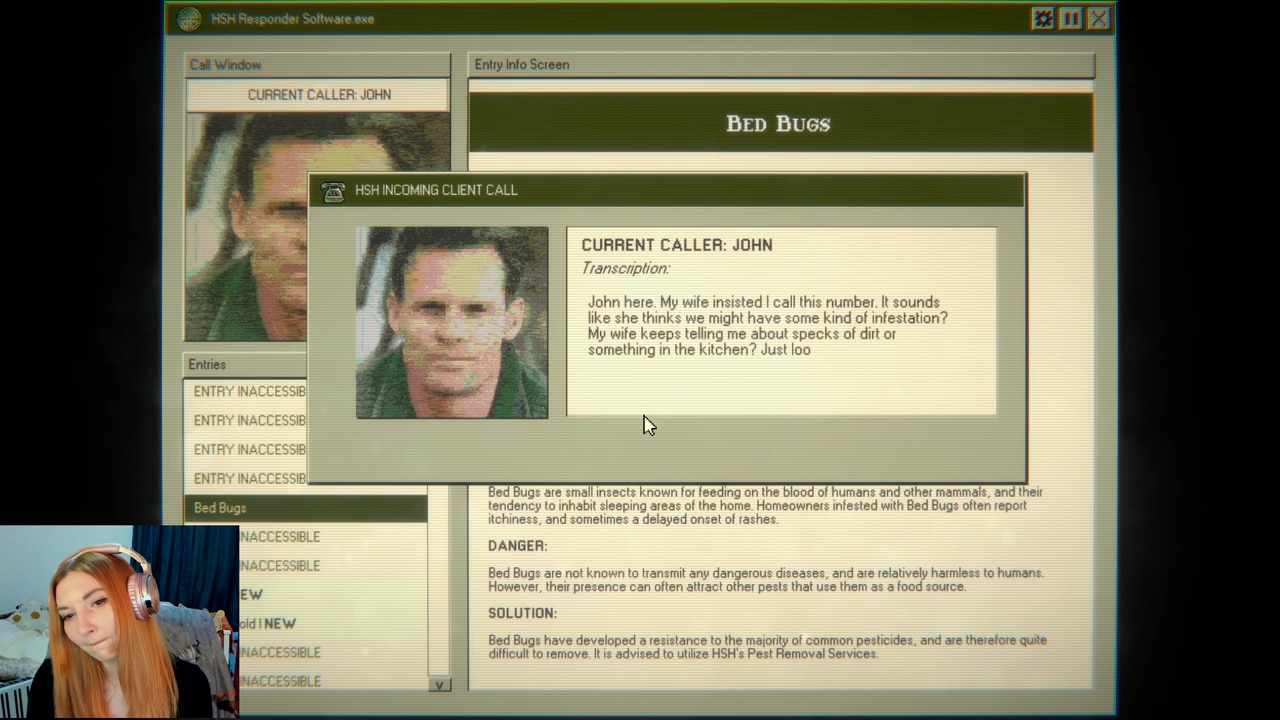 HSH Responder Software.exe
Call Window
CURRENT CALLER: JOHN
Entry Info Screen
Bed Bugs
HSH INCOMING CLIENT CALL
CURRENT CALLER: JOHN
Transcription:
John here. My wife insisted I call this number. It sounds
like she thinks we might have some kind of infestation?
My wife keeps telling me about specks of dirt or
something in the kitchen? Just loo
Entries
ENTRY INACCESSIB
ENTRY INACCESSIB
ENTRY INACCESSIB
ENTRY INACCESSIB
Bed Bugs
NACCESSIBLE
NACCESSIBLE
EW
old | NEW
NACCESSIBLE
NACCESSIBLE
v
Bed Bugs are small insects known for feeding on the blood of humans and other mammals, and their
tendency to inhabit sleeping areas of the home. Homeowners infested with Bed Bugs often report
itchiness, and sometimes a delayed onset of rashes.
DANGER:
Bed Bugs are not known to transmit any dangerous diseases, and are relatively harmless to humans.
However, their presence can often attract other pests that use them as a food source.
SOLUTION:
Bed Bugs have developed a resistance to the majority of common pesticides, and are therefore quite
difficult to remove. It is advised to utilize HSH's Pest Removal Services.